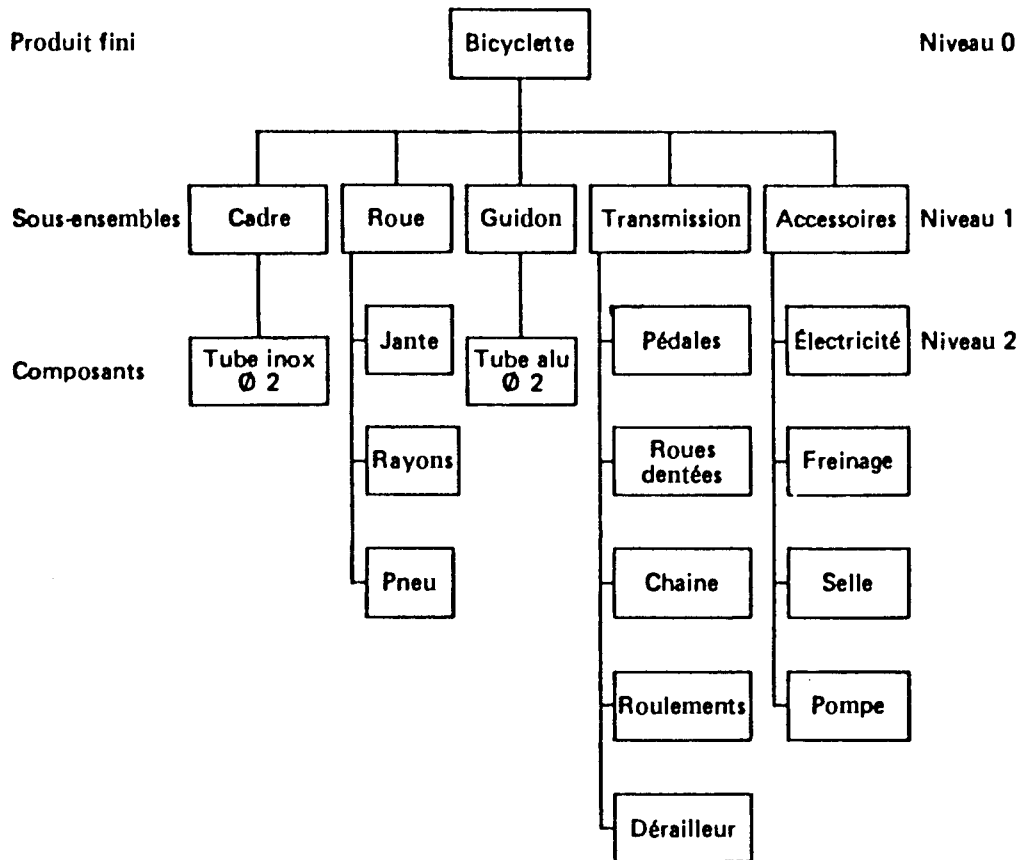 Produit fini
Bicyclette
Niveau 0
Sous-ensembles
Cadre
Roue
Guidon
Transmission
Accessoires
Niveau 1
Composants
Tube inox
Ø 2
Jante
Rayons
Pneu
Tube alu
Ø 2
Pédales
Roues
dentées
Chaine
Roulements
Dérailleur
Électricité
Freinage
Selle
Pompe
Niveau 2